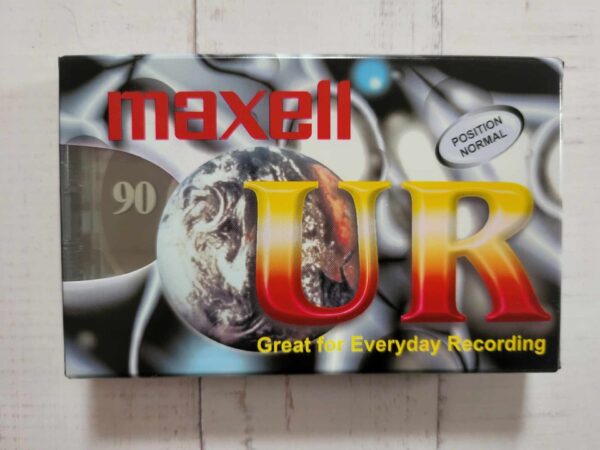 maxell
POSITION
NORMAL
90
UR
Great for Everyday Recording